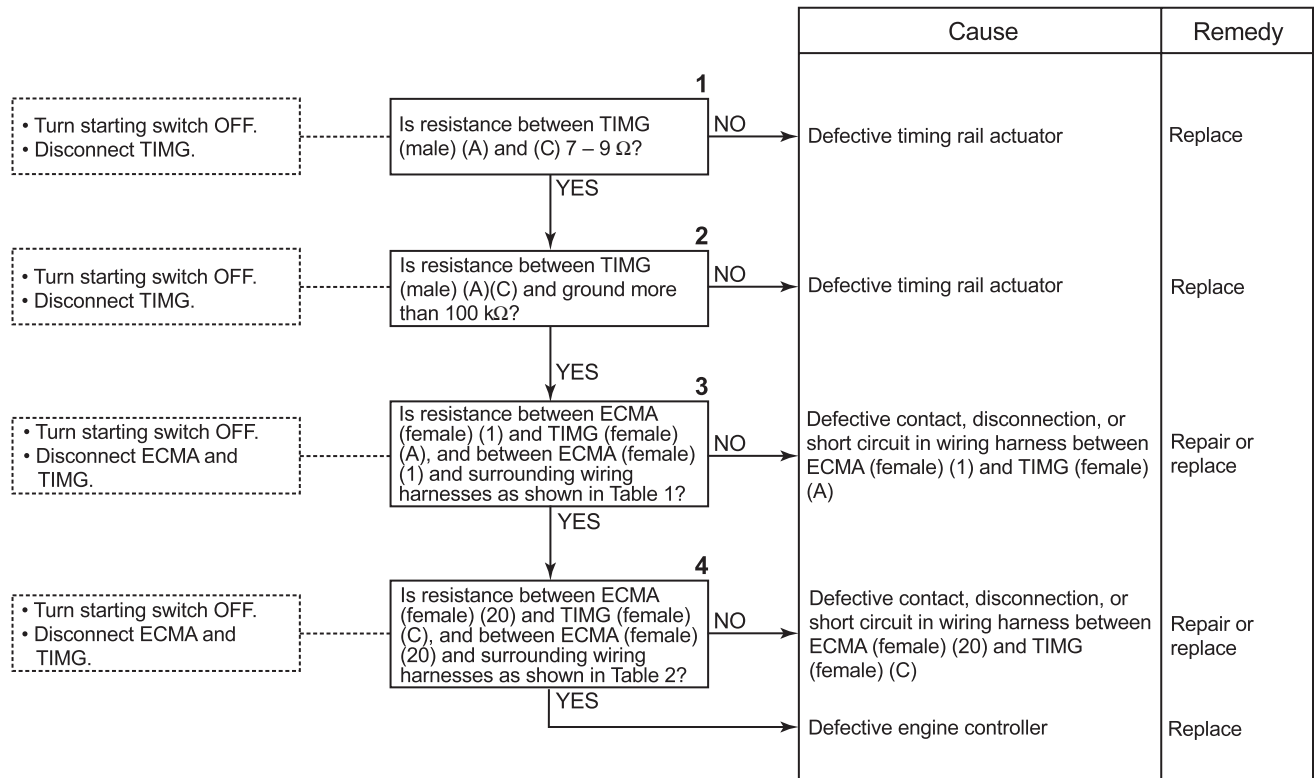 Cause
Remedy
1
• Turn starting switch OFF.
• Disconnect TIMG.
Is resistance between TIMG
(male) (A) and (C) 7 – 9 Ω?
NO
Defective timing rail actuator
Replace
YES
2
• Turn starting switch OFF.
• Disconnect TIMG.
Is resistance between TIMG
(male) (A)(C) and ground more
than 100 kΩ?
NO
Defective timing rail actuator
Replace
YES
3
• Turn starting switch OFF.
• Disconnect ECMA and
TIMG.
Is resistance between ECMA
(female) (1) and TIMG (female)
(A), and between ECMA (female)
(1) and surrounding wiring
harnesses as shown in Table 1?
NO
Defective contact, disconnection, or
short circuit in wiring harness between
ECMA (female) (1) and TIMG (female)
(A)
Repair or
replace
YES
4
• Turn starting switch OFF.
• Disconnect ECMA and
TIMG.
Is resistance between ECMA
(female) (20) and TIMG (female)
(C), and between ECMA (female)
(20) and surrounding wiring
harnesses as shown in Table 2?
NO
Defective contact, disconnection, or
short circuit in wiring harness between
ECMA (female) (20) and TIMG
(female) (C)
Repair or
replace
YES
Defective engine controller
Replace